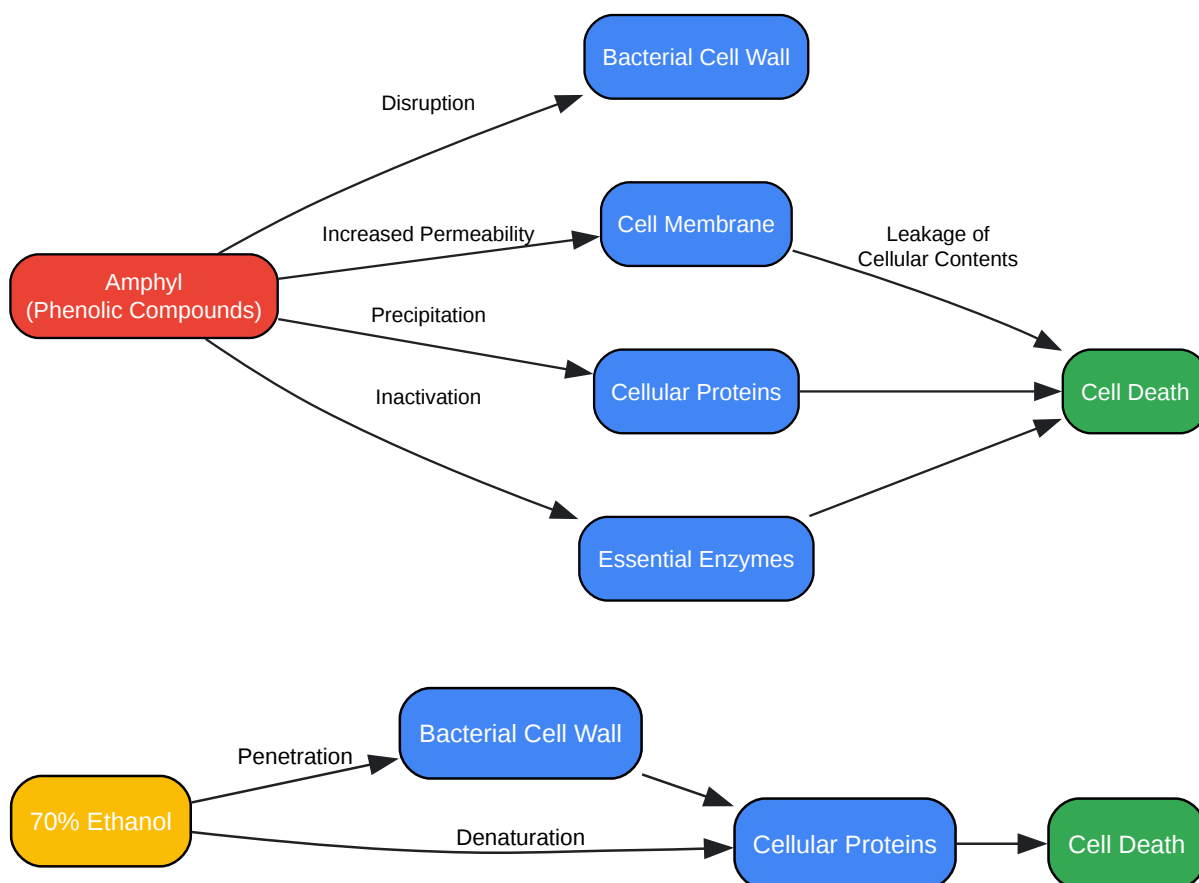 Bacterial Cell Wall
Disruption
Cell Membrane
Increased Permeability
Leakage of
Cellular Contents
Amphyl
(Phenolic Compounds)
Precipitation
Cellular Proteins
Cell Death
Inactivation
Essential Enzymes
Bacterial Cell Wall
Penetration
70% Ethanol
Denaturation
Cellular Proteins
Cell Death